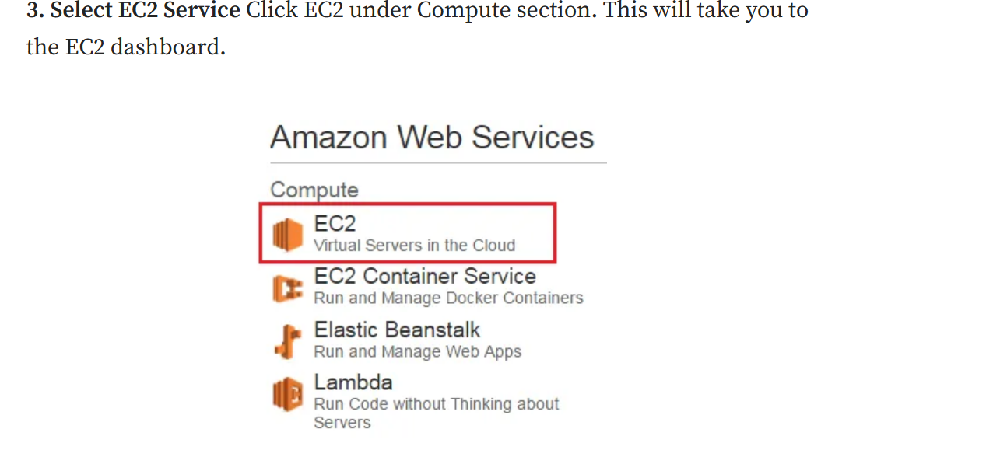 3. Select EC2 Service Click EC2 under Compute section. This will take you to
the EC2 dashboard.
Amazon Web Services
Compute
EC2
Virtual Servers in the Cloud
EC2 Container Service
Run and Manage Docker Containers
Elastic Beanstalk
Run and Manage Web Apps
Lambda
Run Code without Thinking about
Servers